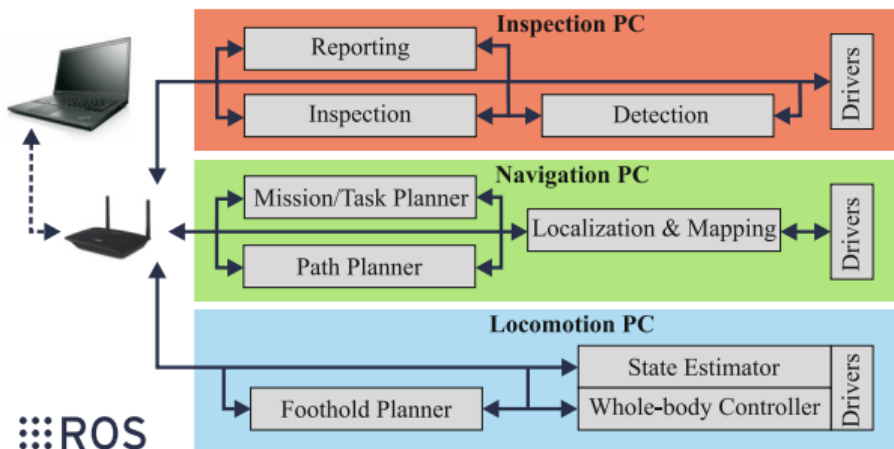 Inspection PC
Reporting
Inspection
Detection
Drivers
Navigation PC
Mission/Task Planner
Localization & Mapping
Path Planner
Drivers
Locomotion PC
State Estimator
Foothold Planner
Whole-body Controller
Drivers
ROS